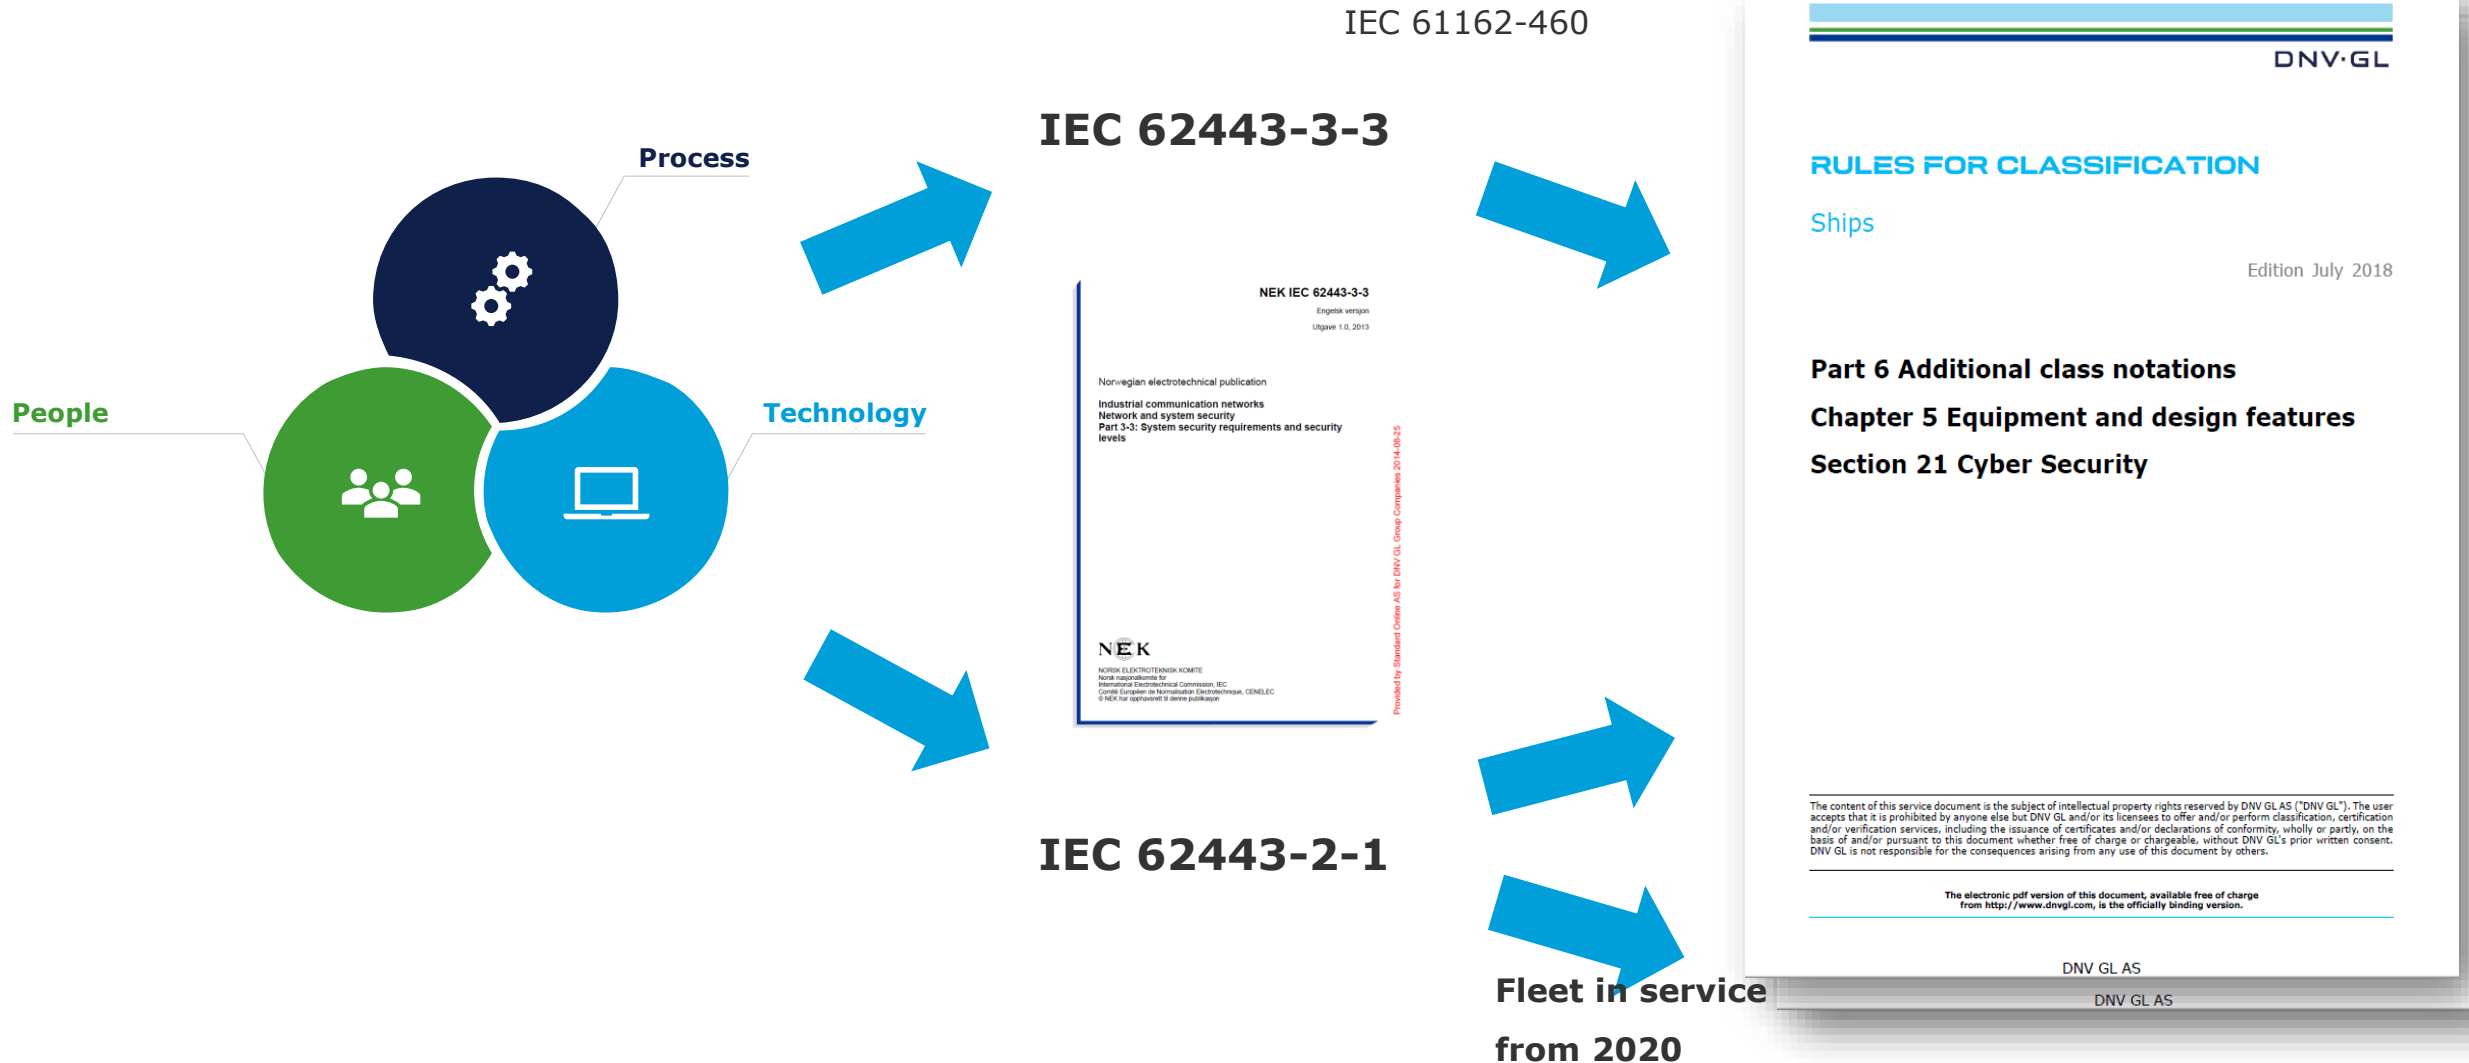 IEC 61162-460
IEC 62443-3-3
Process
People
Technology
NEK IEC 62443-3-3
Engelsk versjon
Utgave 1.0, 2013
Norwegian electrotechnical publication
Industrial communication networks
Network and system security
Part 3-3: System security requirements and security
levels
Provided by Standard Online AS for DNV GL Group Companies 2014-08-25
NEK
NORSK ELEKTROTEKNISK KOMITE
Norsk nasjonalkomite for
International Electrotechnical Commission, IEC
Comité Européen de Normalisation Electrotechnique, CENELEC
© NEK har opphavsrett til denne publikasjon
IEC 62443-2-1
Fleet in service
from 2020
DNV·GL
RULES FOR CLASSIFICATION
Ships
Edition July 2018
Part 6 Additional class notations
Chapter 5 Equipment and design features
Section 21 Cyber Security
The content of this service document is the subject of intellectual property rights reserved by DNV GL AS ("DNV GL"). The user
accepts that it is prohibited by anyone else but DNV GL and/or its licensees to offer and/or perform classification, certification
and/or verification services, including the issuance of certificates and/or declarations of conformity, wholly or partly, on the
basis of and/or pursuant to this document whether free of charge or chargeable, without DNV GL's prior written consent.
DNV GL is not responsible for the consequences arising from any use of this document by others.
The electronic pdf version of this document, available free of charge
from http://www.dnvgl.com, is the officially binding version.
DNV GL AS
DNV GL AS